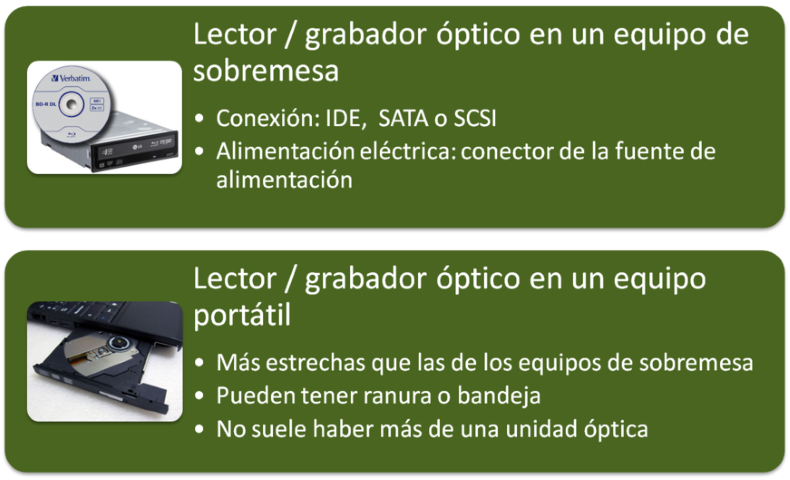 Lector / grabador óptico en un equipo de
sobremesa
Verbatim
BD-R DL
• Conexión: IDE, SATA o SCSI
• Alimentación eléctrica: conector de la fuente de
alimentación
Lector / grabador óptico en un equipo
portátil
• Más estrechas que las de los equipos de sobremesa
• Pueden tener ranura o bandeja
• No suele haber más de una unidad óptica